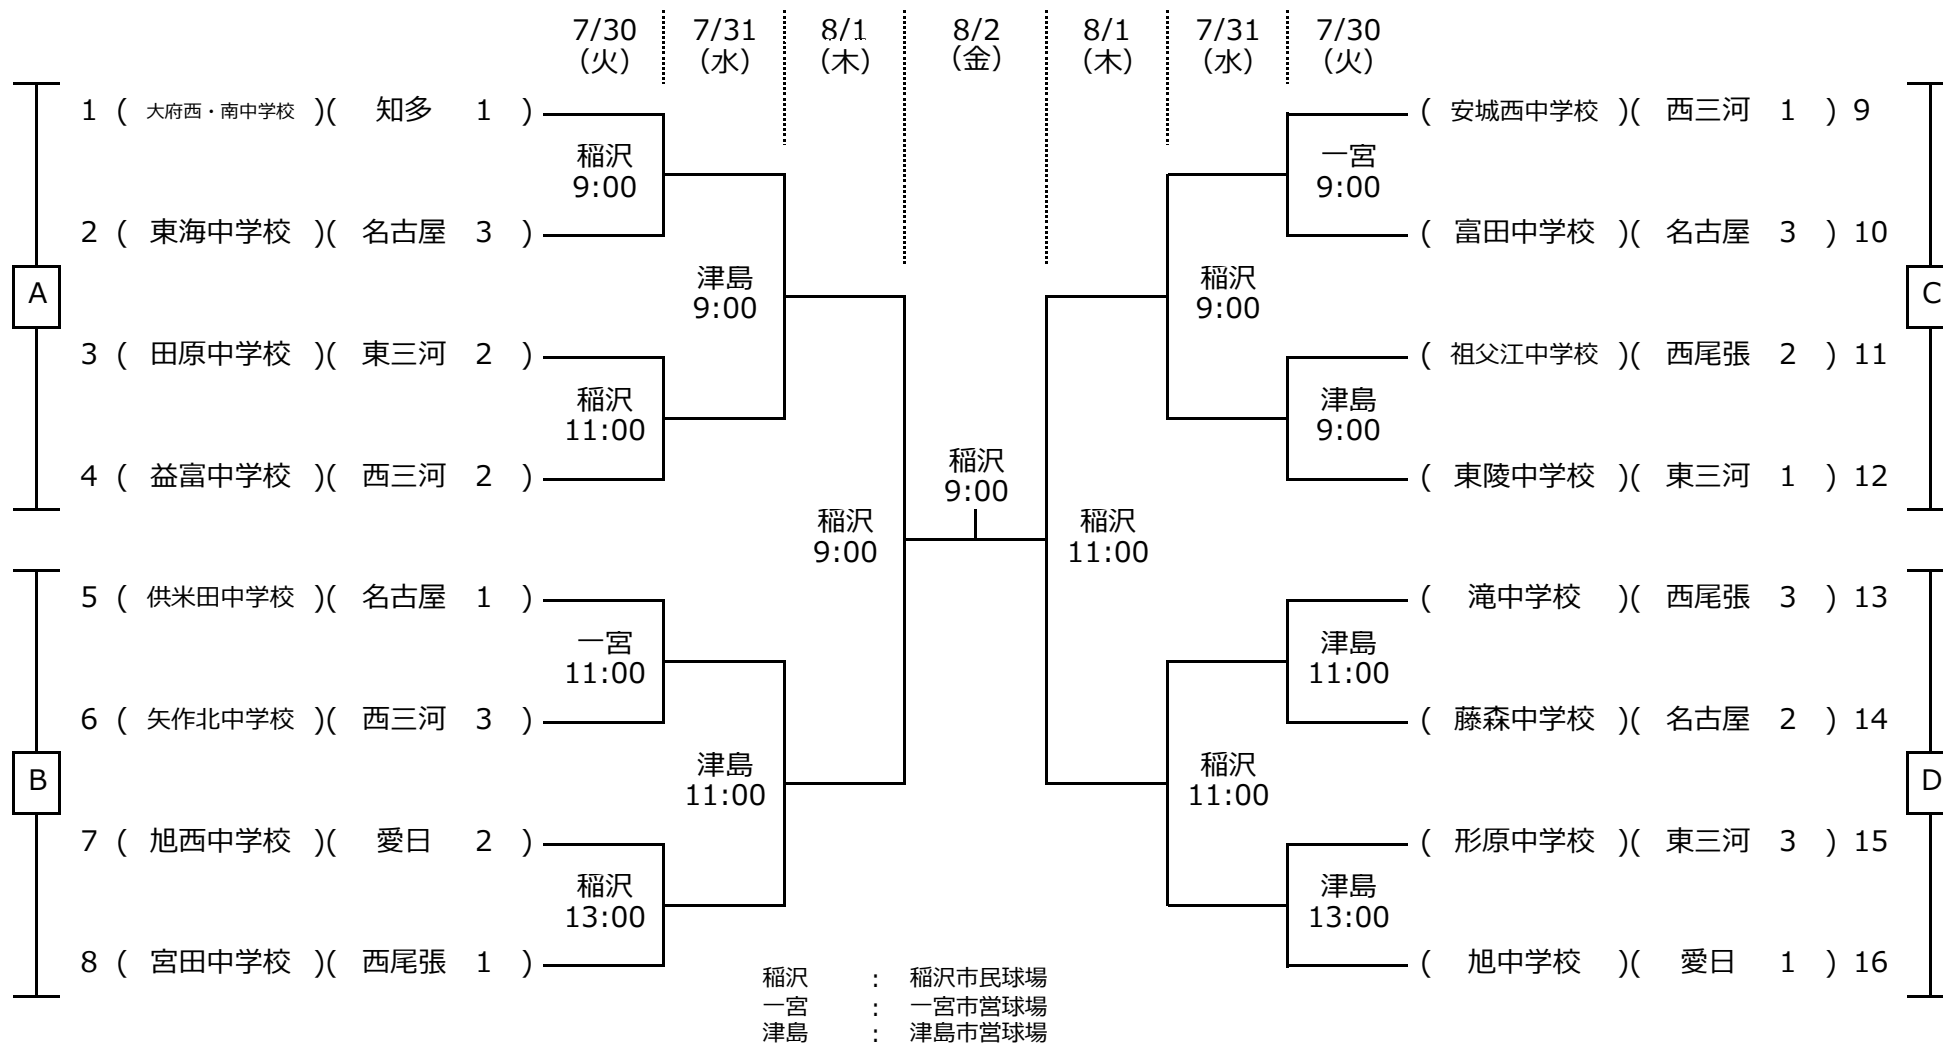 7/30 7/31 8/1 8/2 8/1 7/31 7/30
(火) (水) (木) (金) (木) (水) (火)
1 ( 大府西・南中学校 )( 知多 1 )
稲沢
9:00
2 ( 東海中学校 )( 名古屋 3 )
A
津島
9:00
3 ( 田原中学校 )( 東三河 2 )
稲沢
11:00
4 ( 益富中学校 )( 西三河 2 )
稲沢
9:00
5 ( 供米田中学校 )( 名古屋 1 )
一宮
11:00
6 ( 矢作北中学校 )( 西三河 3 )
B
津島
11:00
7 ( 旭西中学校 )( 愛日 2 )
稲沢
13:00
8 ( 宮田中学校 )( 西尾張 1 )
稲沢
9:00
( 安城西中学校 )( 西三河 1 ) 9
一宮
9:00
( 富田中学校 )( 名古屋 3 ) 10
C
稲沢
9:00
( 祖父江中学校 )( 西尾張 2 ) 11
津島
9:00
( 東陵中学校 )( 東三河 1 ) 12
稲沢
11:00
( 滝中学校 )( 西尾張 3 ) 13
津島
11:00
( 藤森中学校 )( 名古屋 2 ) 14
D
稲沢
11:00
( 形原中学校 )( 東三河 3 ) 15
津島
13:00
( 旭中学校 )( 愛日 1 ) 16
稲沢 : 稲沢市民球場
一宮 : 一宮市営球場
津島 : 津島市営球場